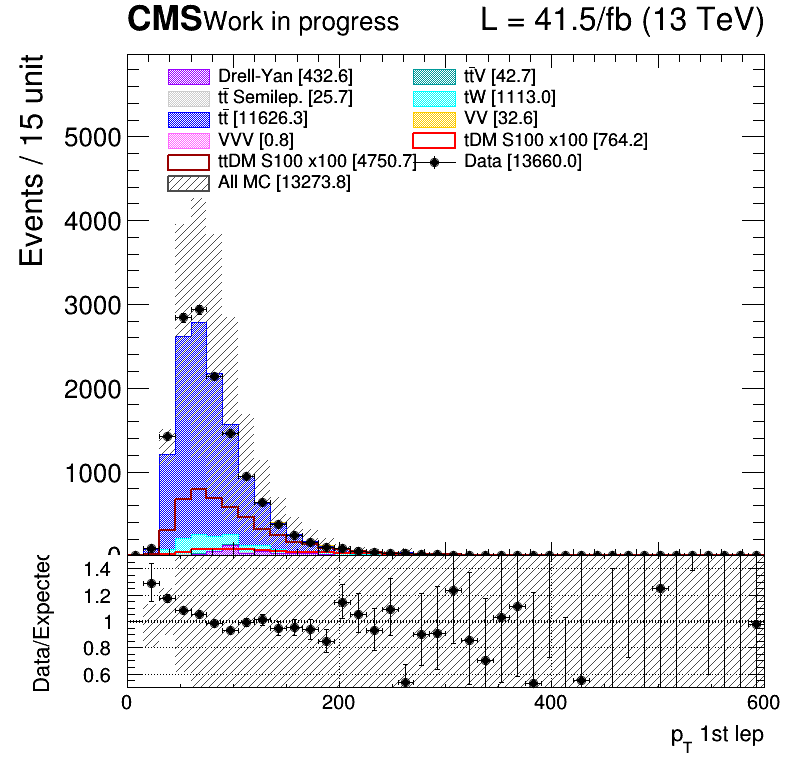 CMS Work in progress L = 41.5/fb (13 TeV)
Events / 15 unit
Drell-Yan [432.6] tt̄V [42.7]
tt̄ Semilep. [25.7] tW [1113.0]
tt̄ [11626.3] VV [32.6]
VVV [0.8] tDM S100 x100 [764.2]
ttDM S100 x100 [4750.7] Data [13660.0]
All MC [13273.8]
5000
4000
3000
2000
1000
0
Data/Expected
1.4
1.2
1
0.8
0.6
0 200 400 600
pT 1st lep